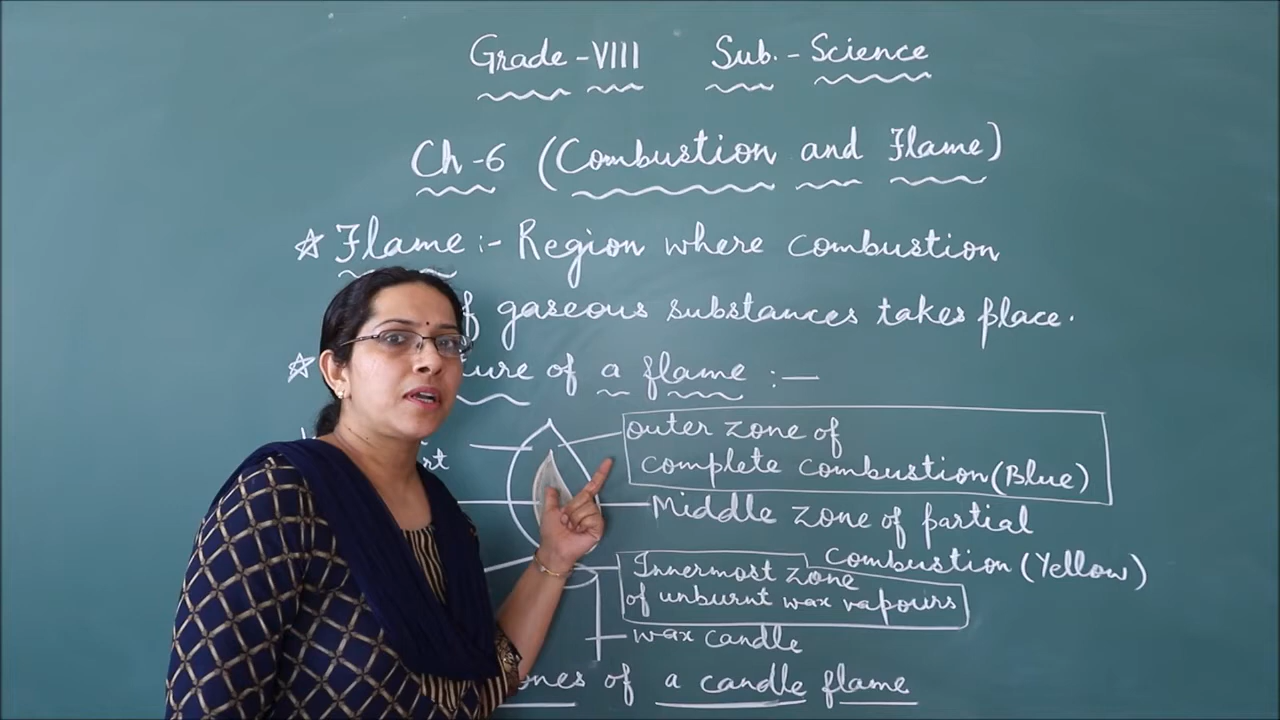 Grade - VIII Sub. - Science
Ch - 6 (Combustion and Flame)
☆ Flame :- Region where combustion
of gaseous substances takes place.
☆ of a flame :—
outer zone of
complete combustion (Blue)
Middle zone of partial
combustion (Yellow)
Innermost zone
of unburnt wax vapours
wax candle
of a candle flame